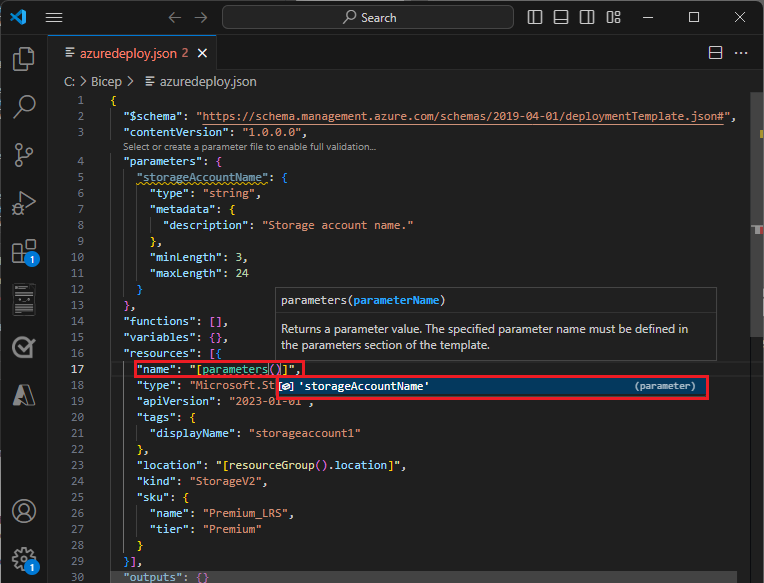 Search
azuredeploy.json 2
C: > Bicep > azuredeploy.json
1 {
2 "$schema": "https://schema.management.azure.com/schemas/2019-04-01/deploymentTemplate.json#",
3 "contentVersion": "1.0.0.0",
Select or create a parameter file to enable full validation...
4 "parameters": {
5 "storageAccountName": {
6 "type": "string",
7 "metadata": {
8 "description": "Storage account name."
9 },
10 "minLength": 3,
11 "maxLength": 24
12 }
13 },
parameters(parameterName)
14 "functions": [],
15 "variables": {},
Returns a parameter value. The specified parameter name must be defined in
the parameters section of the template.
16 "resources": [{
17 "name": "[parameters()]",
18 "type": "Microsoft.St
'storageAccountName' (parameter)
19 "apiVersion": "2023-01-01",
20 "tags": {
21 "displayName": "storageaccount1"
22 },
23 "location": "[resourceGroup().location]",
24 "kind": "StorageV2",
25 "sku": {
26 "name": "Premium_LRS",
27 "tier": "Premium"
28 }
29 }],
30 "outputs": {}
1
1